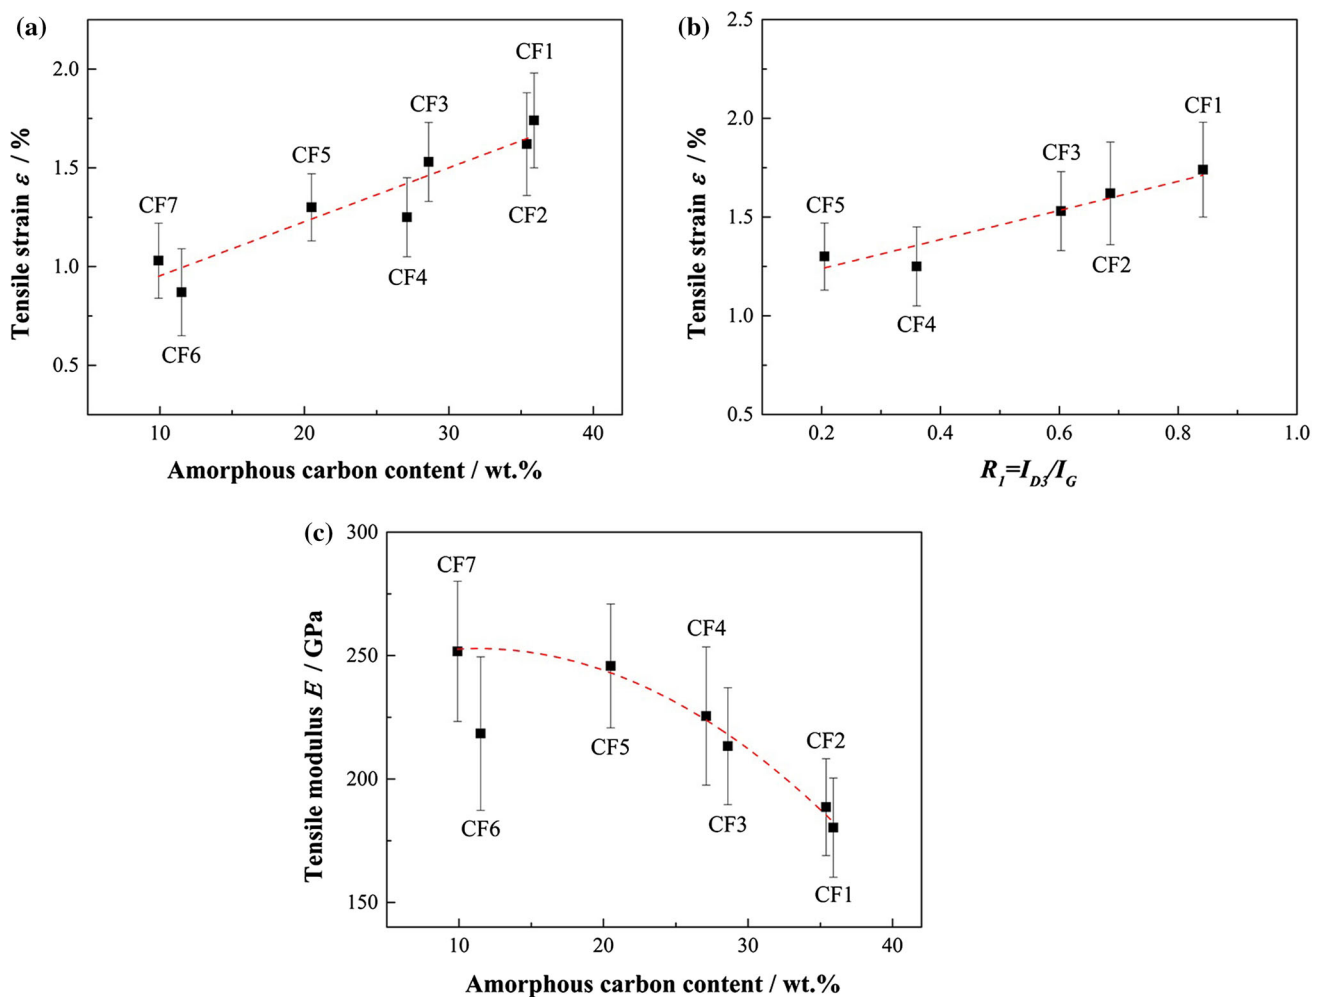 (a)
2.0
1.5
1.0
0.5
Tensile strain ε / %
CF7
CF6
CF5
CF4
CF3
CF2
CF1
10 20 30 40
Amorphous carbon content / wt.%
(b)
2.5
2.0
1.5
1.0
0.5
Tensile strain ε / %
CF5
CF4
CF3
CF2
CF1
0.2 0.4 0.6 0.8 1.0
R1=ID3/IG
(c)
300
250
200
150
Tensile modulus E / GPa
CF7
CF6
CF5
CF4
CF3
CF2
CF1
10 20 30 40
Amorphous carbon content / wt.%